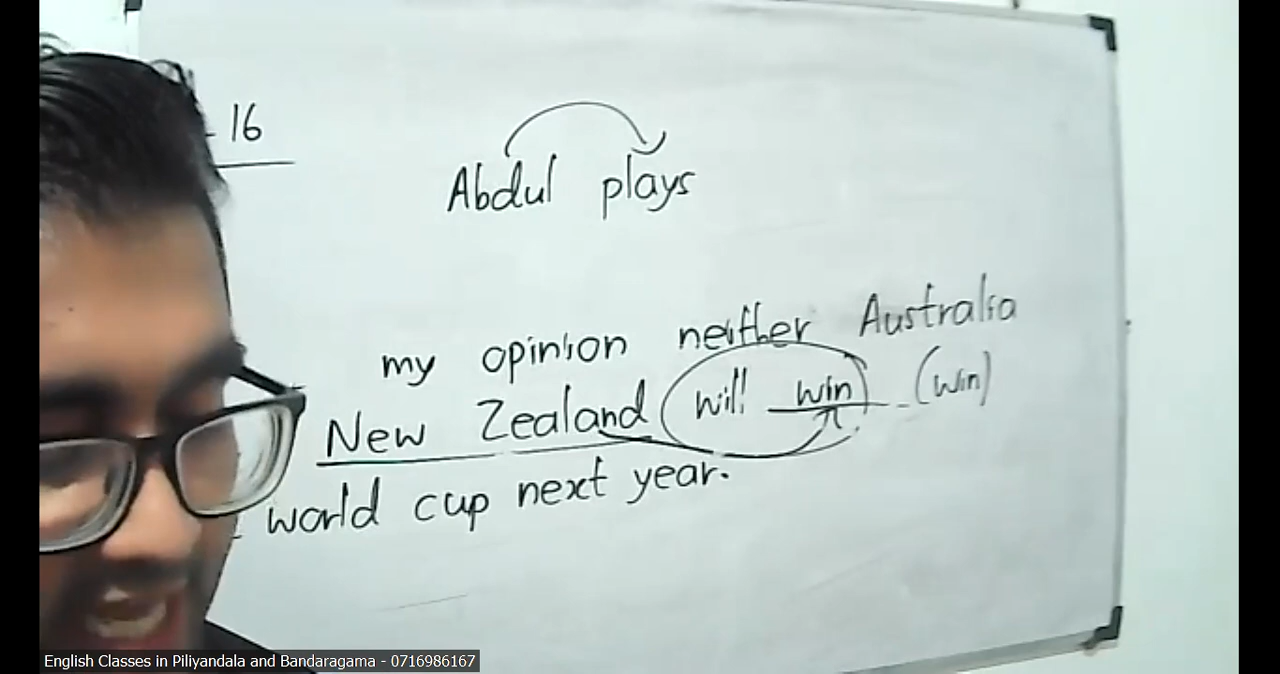 - 16
Abdul plays
my opinion neither Australia
New Zealand will win (win)
world cup next year.
English Classes in Piliyandala and Bandaragama - 0716986167